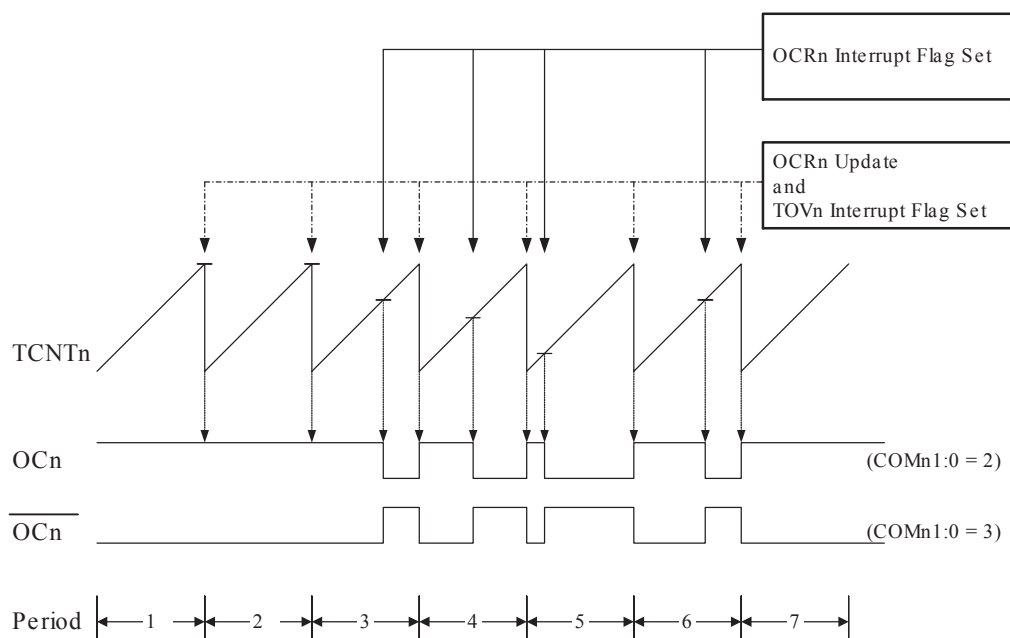 OCRn Interrupt Flag Set
OCRn Update
and
TOVn Interrupt Flag Set
TCNTn
OCn
(COMn1:0 = 2)
OCn
(COMn1:0 = 3)
Period
1
2
3
4
5
6
7